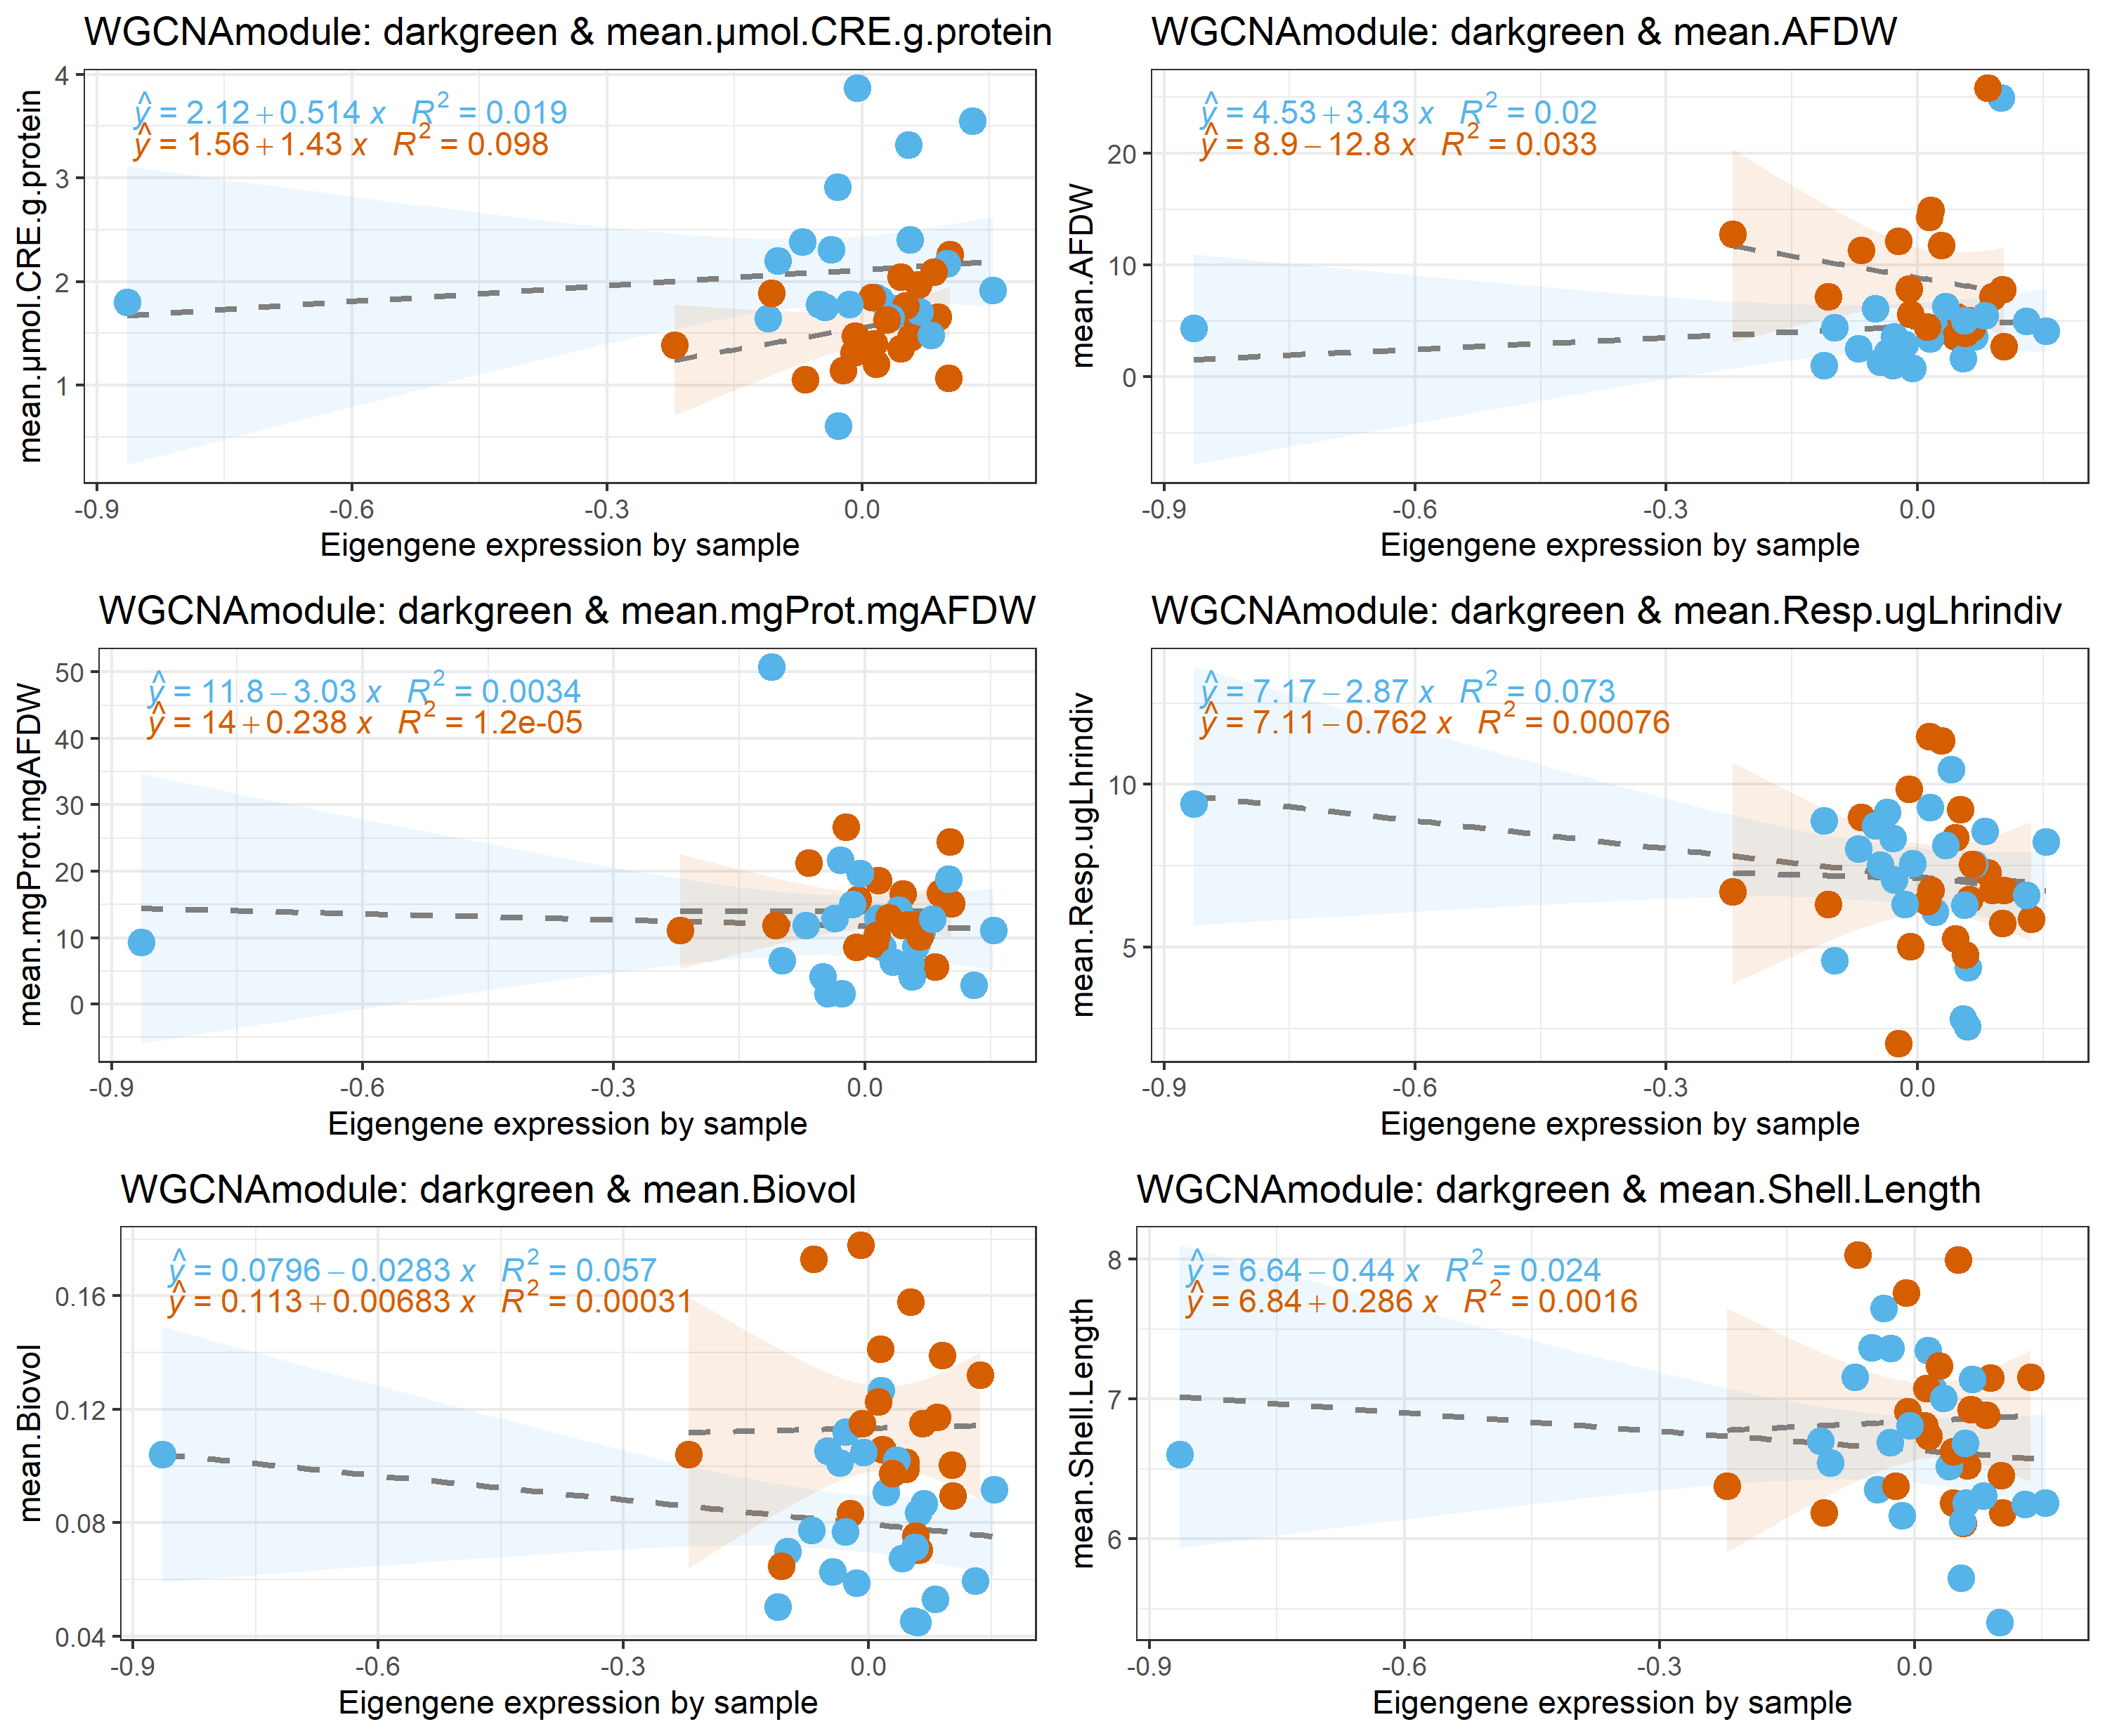 WGCNAmodule: darkgreen & mean.µmol.CRE.g.protein
ŷ = 2.12 + 0.514 x R² = 0.019
ŷ = 1.56 + 1.43 x R² = 0.098
mean.µmol.CRE.g.protein
4
3
2
1
-0.9 -0.6 -0.3 0.0
Eigengene expression by sample
WGCNAmodule: darkgreen & mean.AFDW
ŷ = 4.53 + 3.43 x R² = 0.02
ŷ = 8.9 − 12.8 x R² = 0.033
mean.AFDW
20
10
0
-0.9 -0.6 -0.3 0.0
Eigengene expression by sample
WGCNAmodule: darkgreen & mean.mgProt.mgAFDW
ŷ = 11.8 − 3.03 x R² = 0.0034
ŷ = 14 + 0.238 x R² = 1.2e-05
mean.mgProt.mgAFDW
50
40
30
20
10
0
-0.9 -0.6 -0.3 0.0
Eigengene expression by sample
WGCNAmodule: darkgreen & mean.Resp.ugLhrindiv
ŷ = 7.17 − 2.87 x R² = 0.073
ŷ = 7.11 − 0.762 x R² = 0.00076
mean.Resp.ugLhrindiv
10
5
-0.9 -0.6 -0.3 0.0
Eigengene expression by sample
WGCNAmodule: darkgreen & mean.Biovol
ŷ = 0.0796 − 0.0283 x R² = 0.057
ŷ = 0.113 + 0.00683 x R² = 0.00031
mean.Biovol
0.16
0.12
0.08
0.04
-0.9 -0.6 -0.3 0.0
Eigengene expression by sample
WGCNAmodule: darkgreen & mean.Shell.Length
ŷ = 6.64 − 0.44 x R² = 0.024
ŷ = 6.84 + 0.286 x R² = 0.0016
mean.Shell.Length
8
7
6
-0.9 -0.6 -0.3 0.0
Eigengene expression by sample